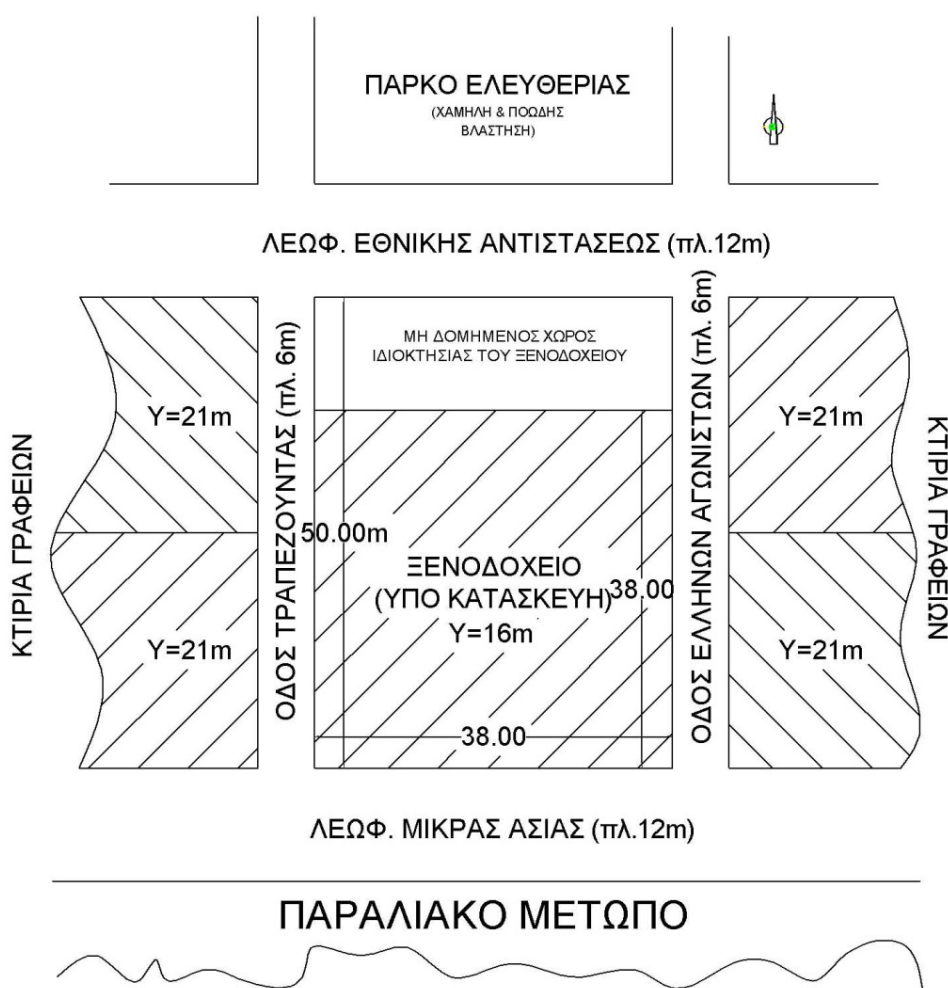 ΠΑΡΚΟ ΕΛΕΥΘΕΡΙΑΣ
(ΧΑΜΗΛΗ & ΠΟΩΔΗΣ
ΒΛΑΣΤΗΣΗ)
ΛΕΩΦ. ΕΘΝΙΚΗΣ ΑΝΤΙΣΤΑΣΕΩΣ (πλ.12m)
ΚΤΙΡΙΑ ΓΡΑΦΕΙΩΝ
Υ=21m
Υ=21m
ΟΔΟΣ ΤΡΑΠΕΖΟΥΝΤΑΣ (πλ. 6m)
ΜΗ ΔΟΜΗΜΕΝΟΣ ΧΩΡΟΣ
ΙΔΙΟΚΤΗΣΙΑΣ ΤΟΥ ΞΕΝΟΔΟΧΕΙΟΥ
50.00m
ΞΕΝΟΔΟΧΕΙΟ
(ΥΠΟ ΚΑΤΑΣΚΕΥΗ)
Υ=16m
38.00
38.00
ΟΔΟΣ ΕΛΛΗΝΩΝ ΑΓΩΝΙΣΤΩΝ (πλ. 6m)
Υ=21m
Υ=21m
ΚΤΙΡΙΑ ΓΡΑΦΕΙΩΝ
ΛΕΩΦ. ΜΙΚΡΑΣ ΑΣΙΑΣ (πλ.12m)
ΠΑΡΑΛΙΑΚΟ ΜΕΤΩΠΟ